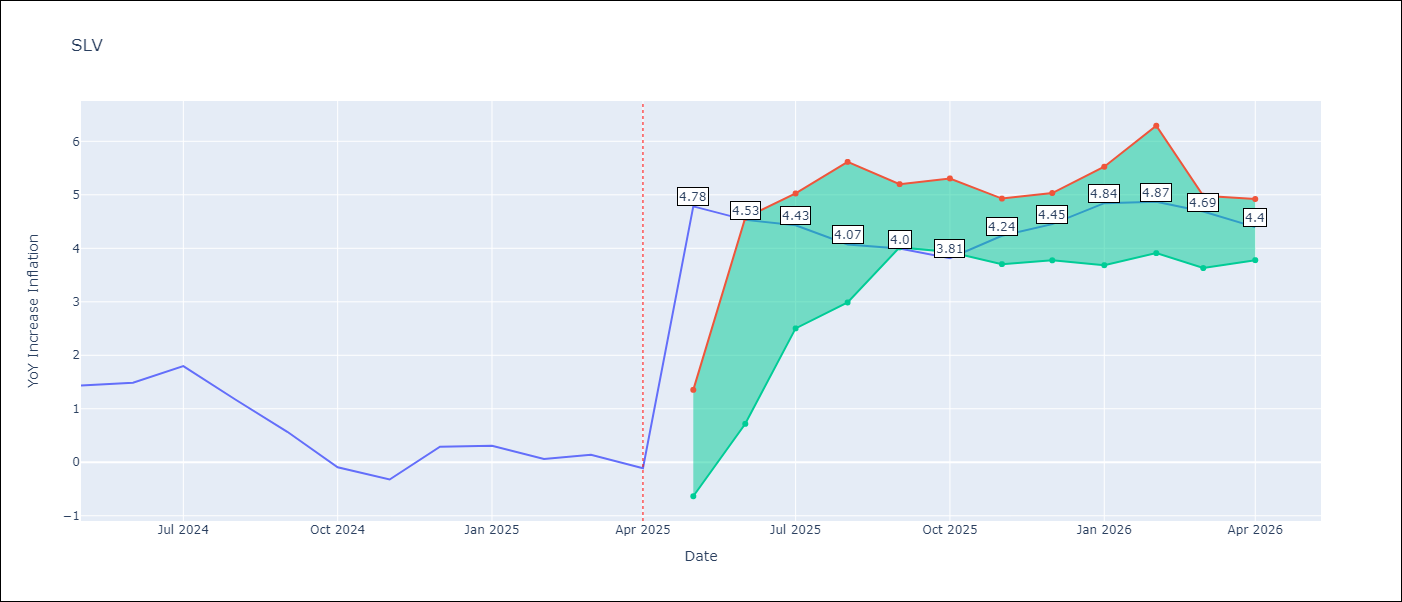 SLV
YoY Increase Inflation
6
5
4
3
2
1
0
−1
4.78
4.53
4.43
4.07
4.0
3.81
4.24
4.45
4.84
4.87
4.69
4.4
Jul 2024
Oct 2024
Jan 2025
Apr 2025
Jul 2025
Oct 2025
Jan 2026
Apr 2026
Date